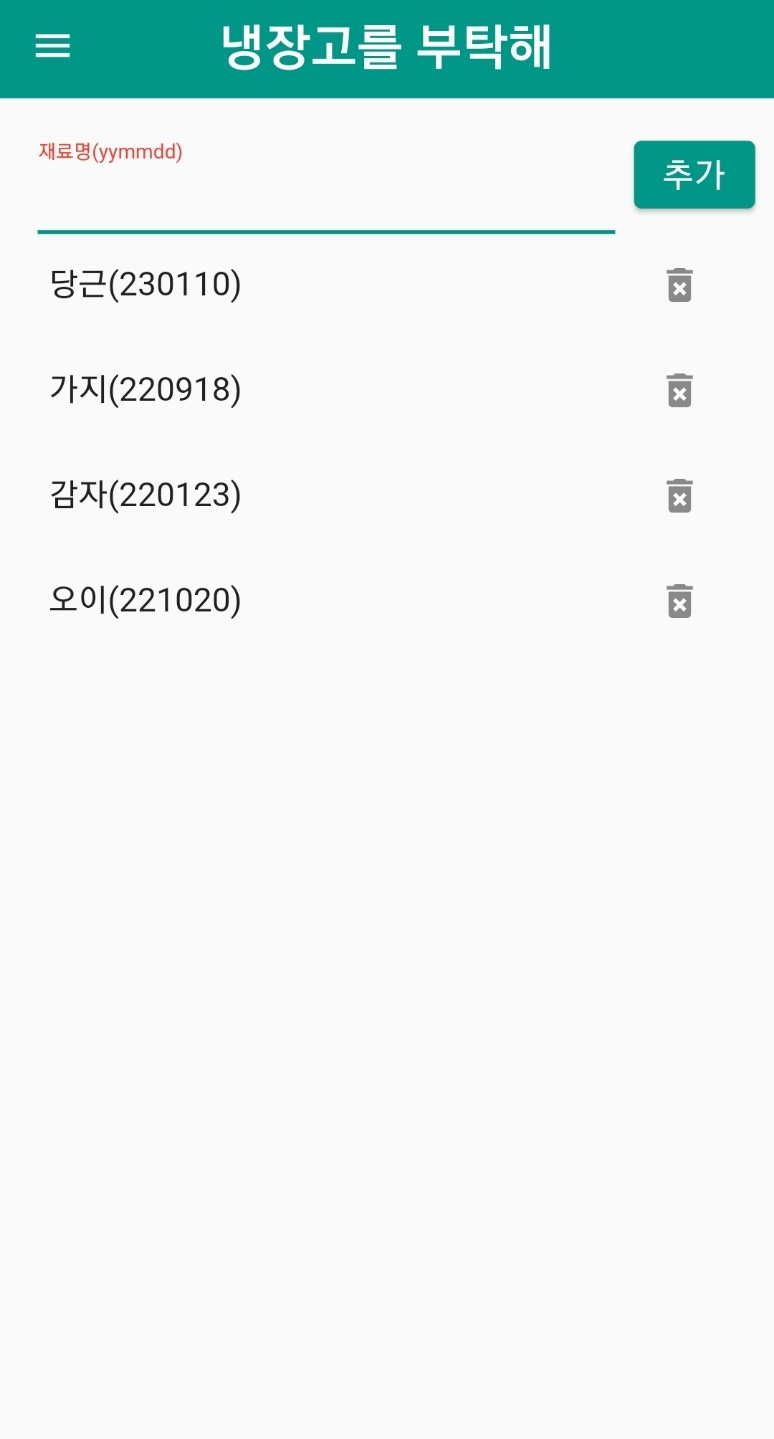 냉장고를 부탁해
재료명(yymmdd)
추가
당근(230110)
가지(220918)
감자(220123)
오이(221020)